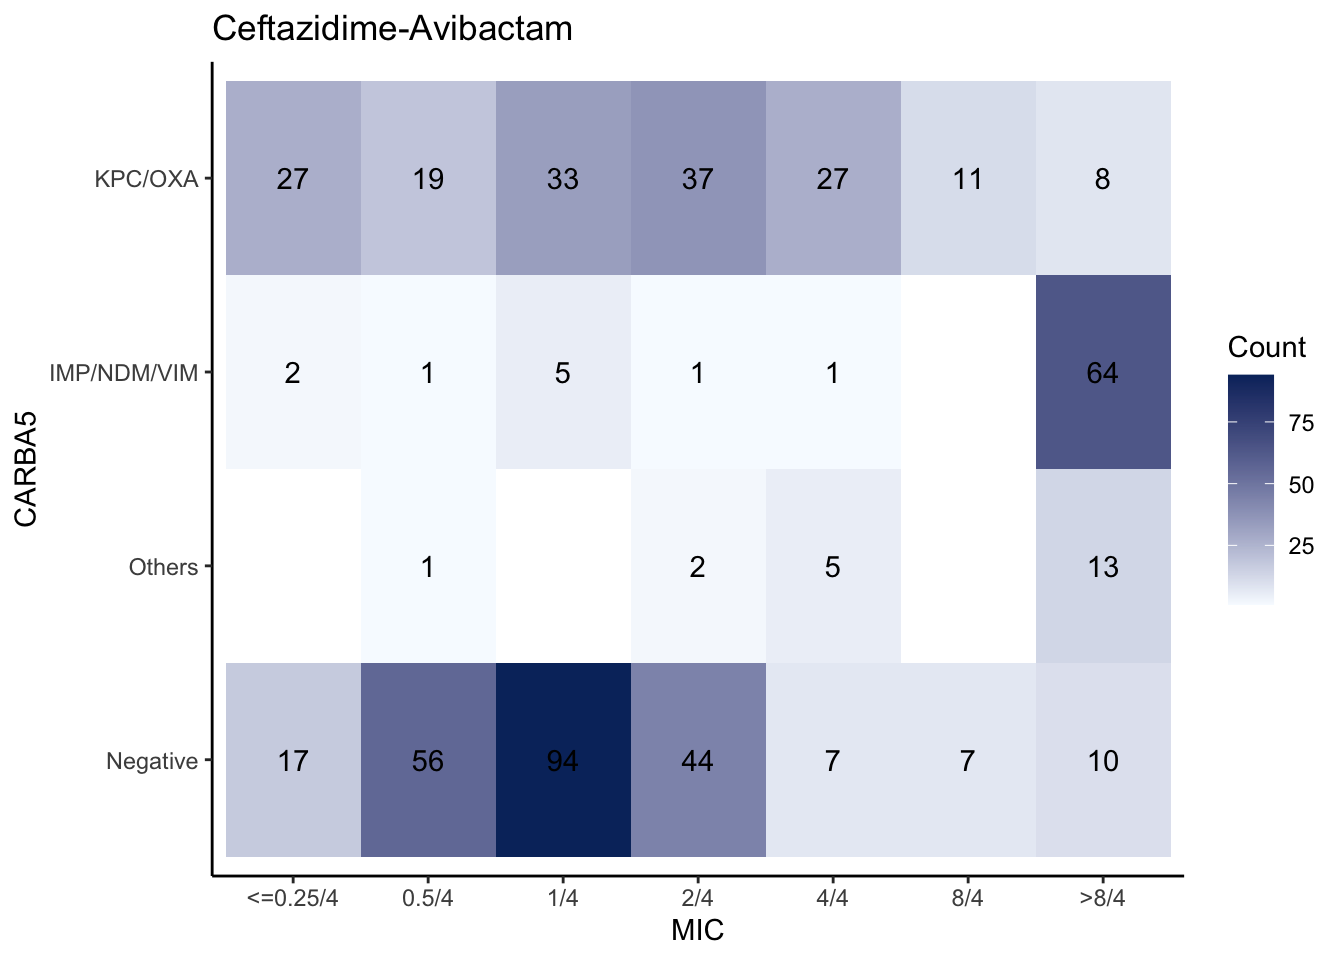 Ceftazidime-Avibactam
KPC/OXA 27 19 33 37 27 11 8
IMP/NDM/VIM 2 1 5 1 1 64
Others 1 2 5 13
Negative 17 56 94 44 7 7 10
<=0.25/4 0.5/4 1/4 2/4 4/4 8/4 >8/4
MIC
CARBA5
Count
75
50
25